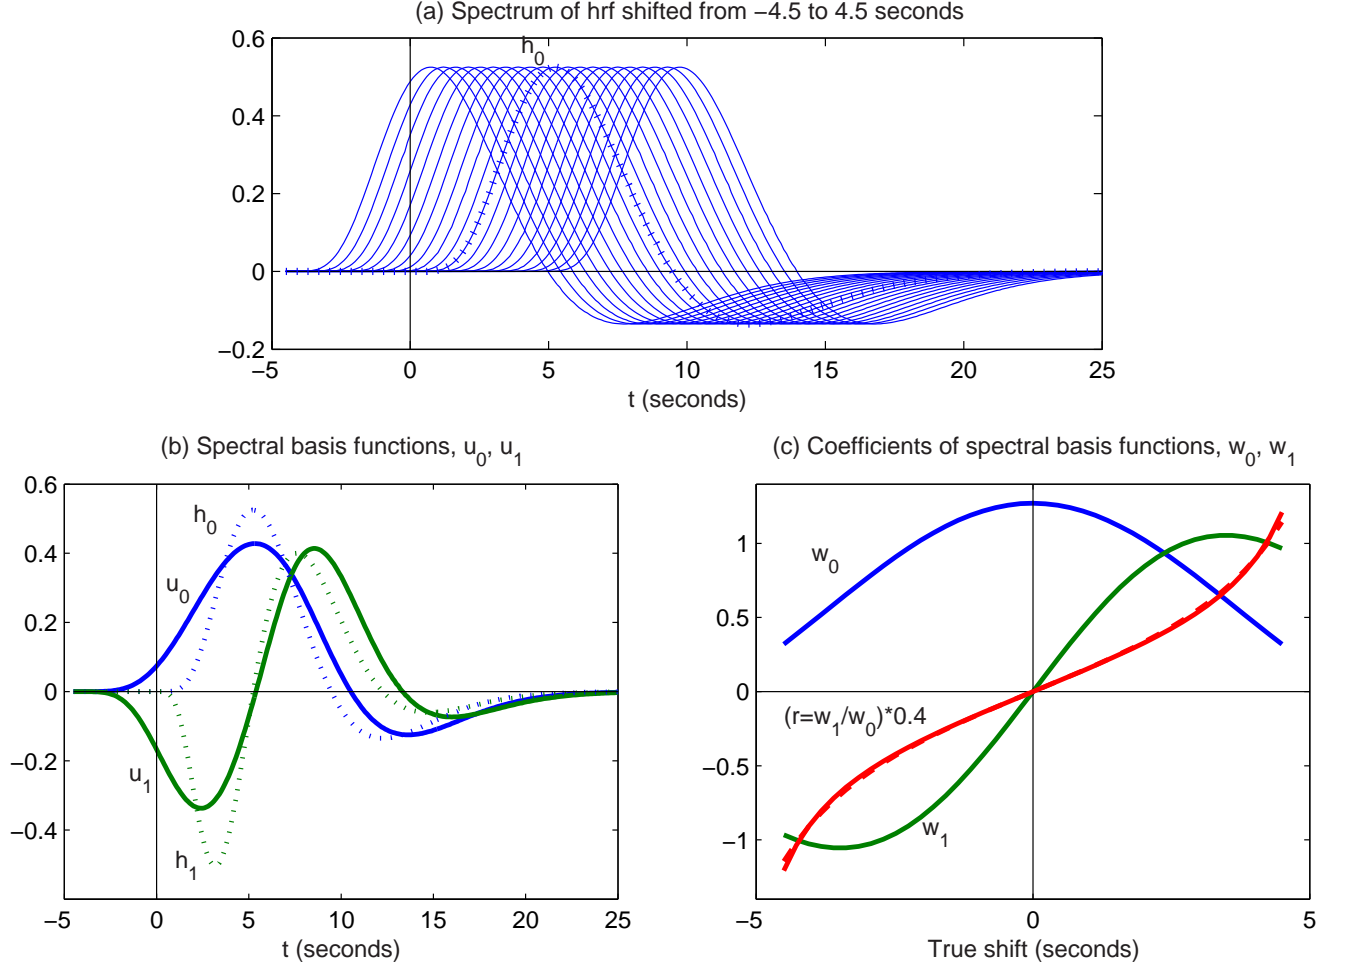 (a) Spectrum of hrf shifted from −4.5 to 4.5 seconds
0.6
h0
0.4
0.2
0
−0.2
−5 0 5 10 15 20 25
t (seconds)
(b) Spectral basis functions, u0, u1
0.6
h0
0.4
u0
0.2
0
−0.2
u1
−0.4
h1
−5 0 5 10 15 20 25
t (seconds)
(c) Coefficients of spectral basis functions, w0, w1
1
w0
0.5
0
(r=w1/w0)*0.4
−0.5
w1
−1
−5 0 5
True shift (seconds)